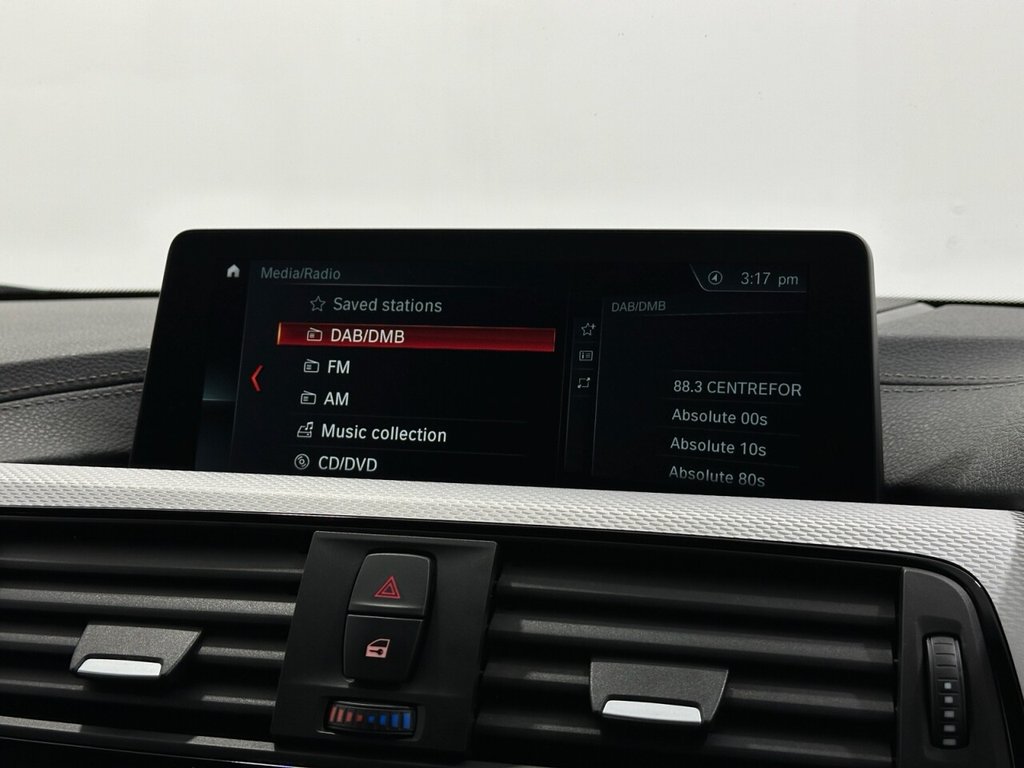 Media/Radio
3:17 pm
Saved stations
DAB/DMB
FM
AM
Music collection
CD/DVD
DAB/DMB
88.3 CENTREFOR
Absolute 00s
Absolute 10s
Absolute 80s